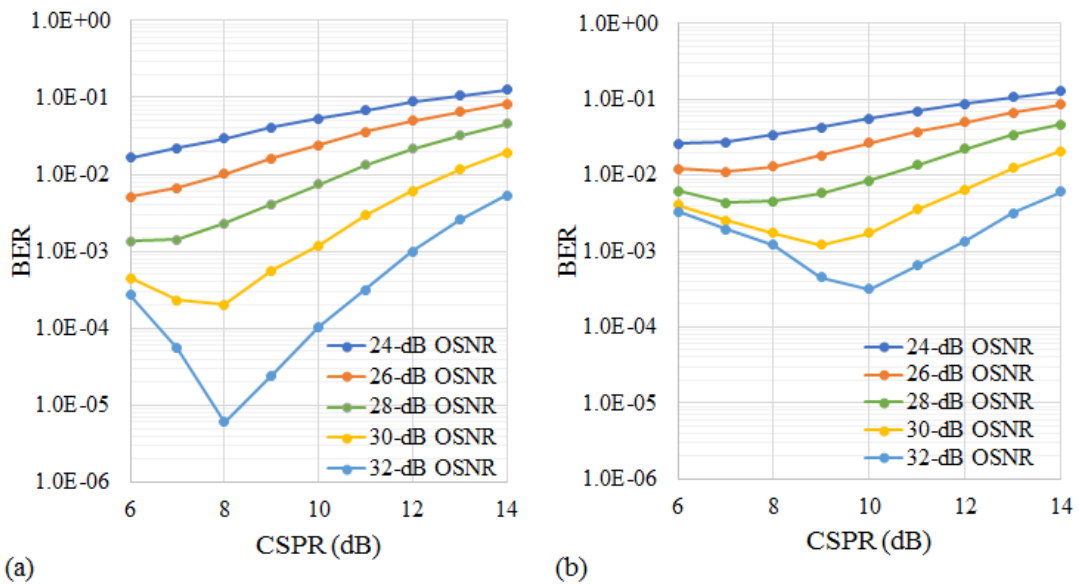 1.0E+00
1.0E-01
1.0E-02
1.0E-03
1.0E-04
1.0E-05
1.0E-06
BER
24-dB OSNR
26-dB OSNR
28-dB OSNR
30-dB OSNR
32-dB OSNR
6 8 10 12 14
CSPR (dB)
(a)
1.0E+00
1.0E-01
1.0E-02
1.0E-03
1.0E-04
1.0E-05
1.0E-06
BER
24-dB OSNR
26-dB OSNR
28-dB OSNR
30-dB OSNR
32-dB OSNR
6 8 10 12 14
CSPR (dB)
(b)